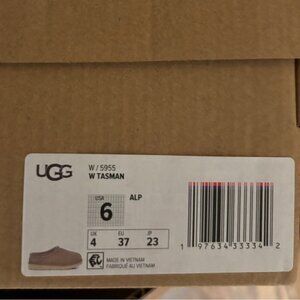 UGG
W / 5955
W TASMAN
USA
6
ALP
UK EU JP
4 37 23
MADE IN VIETNAM
FABRIQUÉ AU VIETNAM
1 97634 33334 2